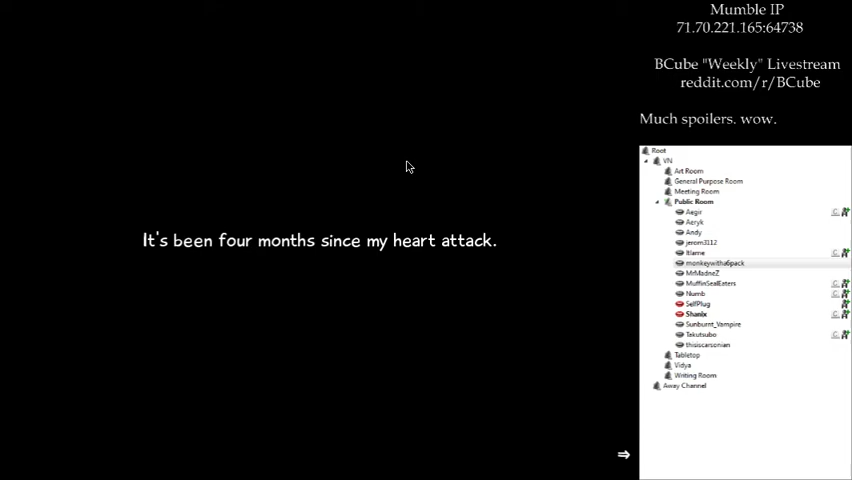 Mumble IP
71.70.221.165:64738
BCube "Weekly" Livestream
reddit.com/r/BCube
Much spoilers. wow.
It's been four months since my heart attack.
Root
VN
Art Room
General Purpose Room
Meeting Room
Public Room
Aegir
Aeryk
Andy
jerom3112
Itlame
monkeywitha6pack
MrMadneZ
MuffinSealEaters
Numb
SelfPlug
Shanix
Sunburnt_Vampire
Takutsubo
thisiscarsonian
Tabletop
Vidya
Writing Room
Away Channel